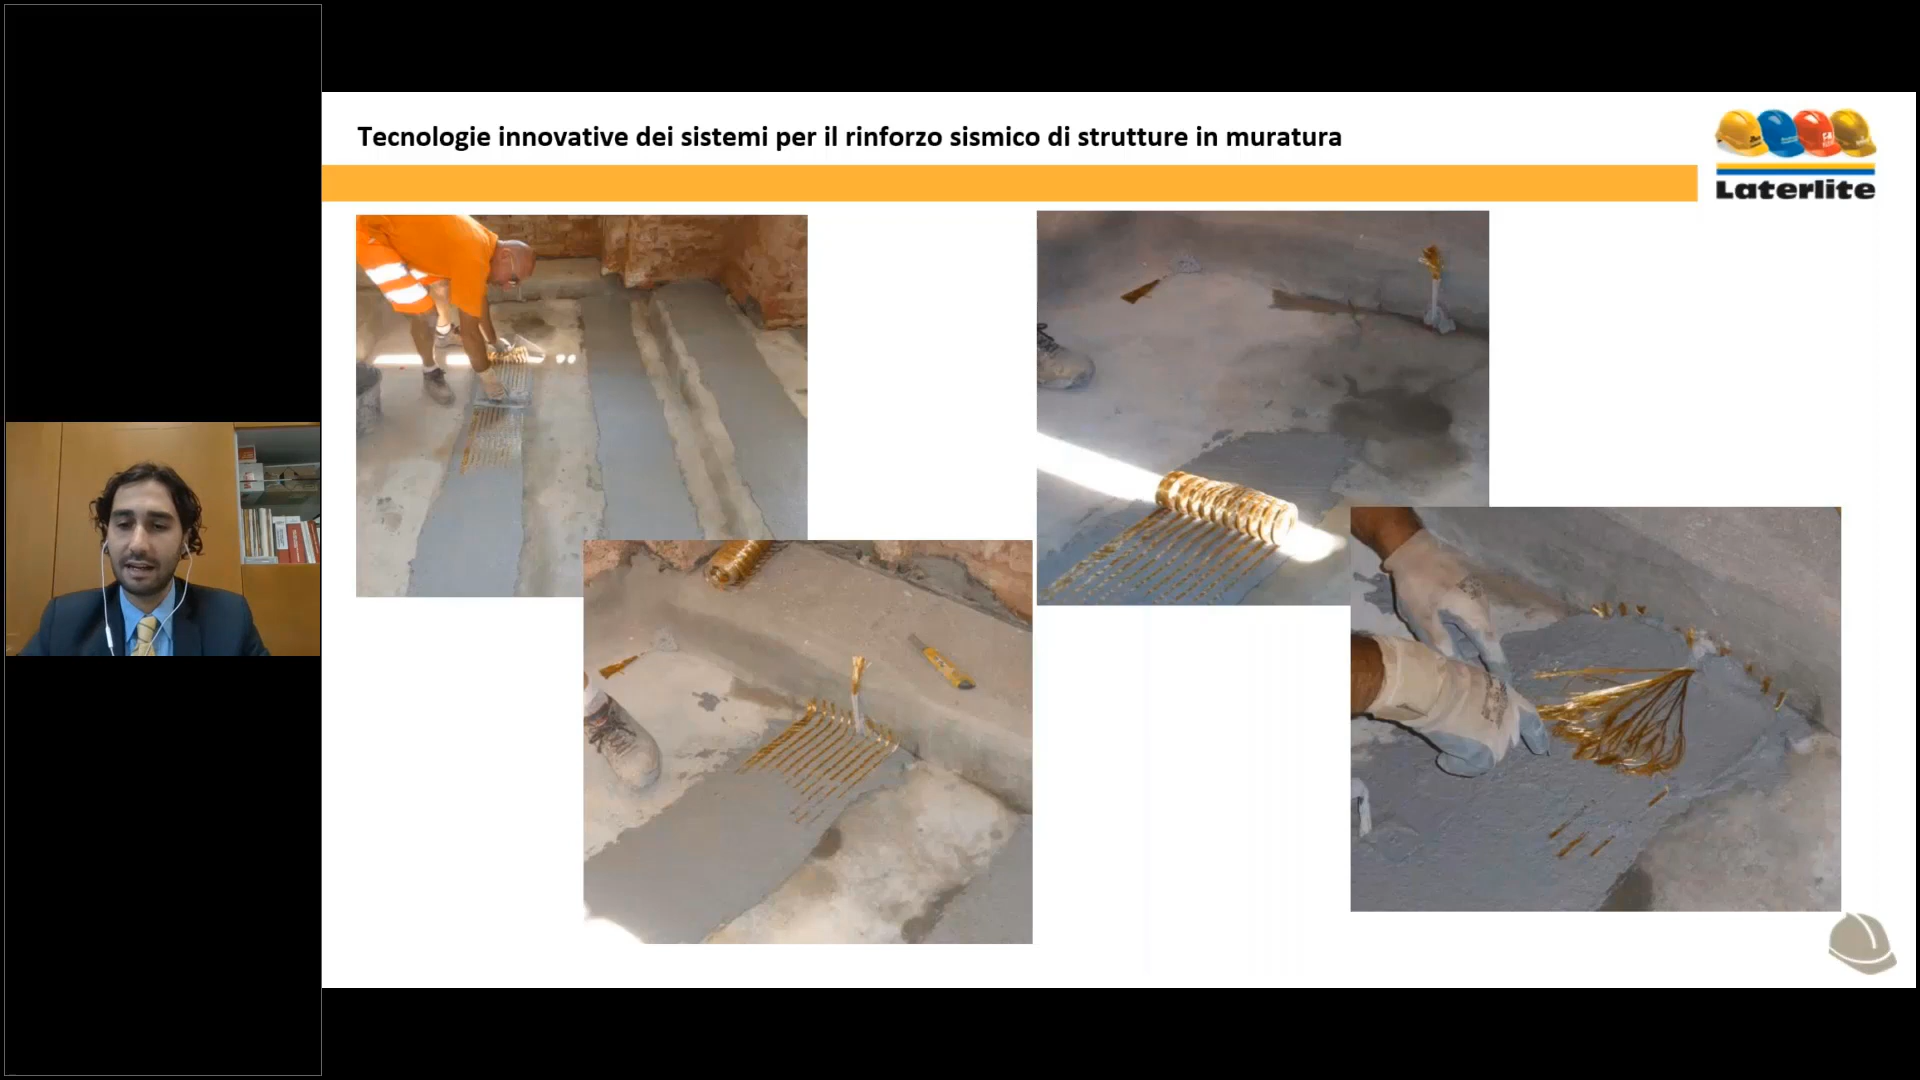 Tecnologie innovative dei sistemi per il rinforzo sismico di strutture in muratura
Laterlite